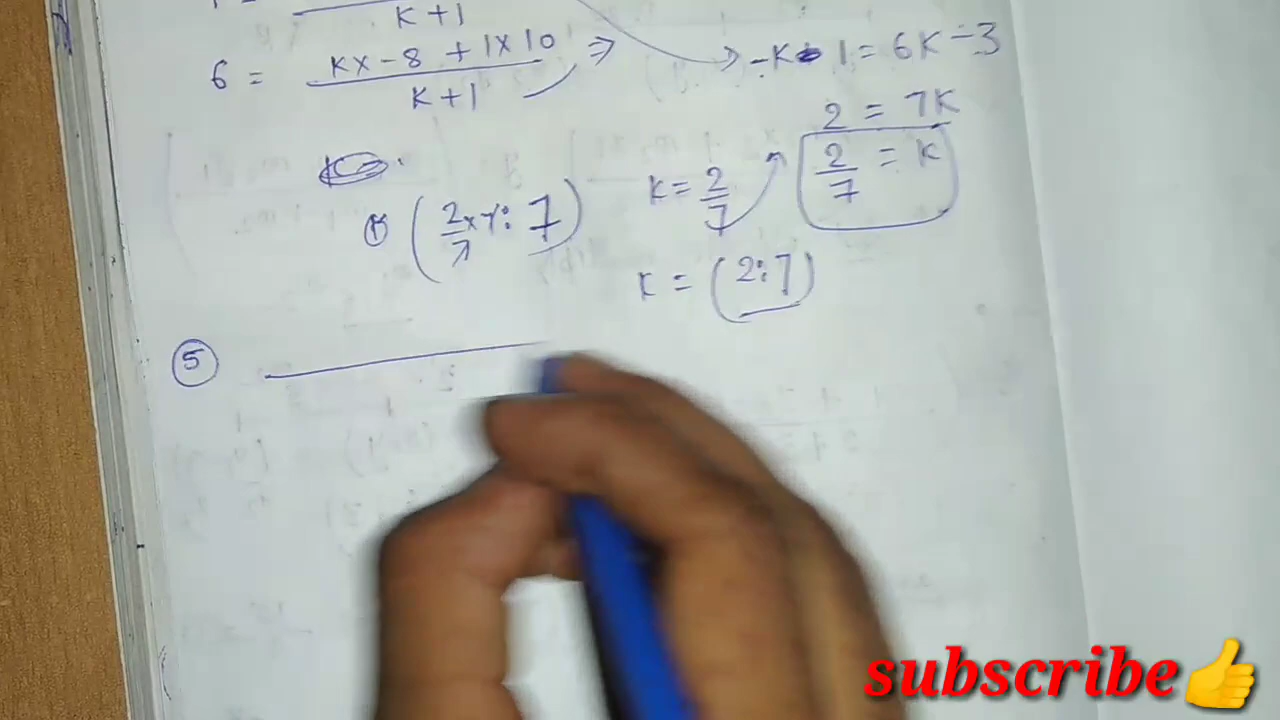 K+1
6 = Kx-8 + 1x10 ⇒
K+1
-K 1 = 6K-3
2 = 7K
2/7 = K
K = 2/7
(2/7 x 7 : 7)
K = (2:7)
5
subscribe👍